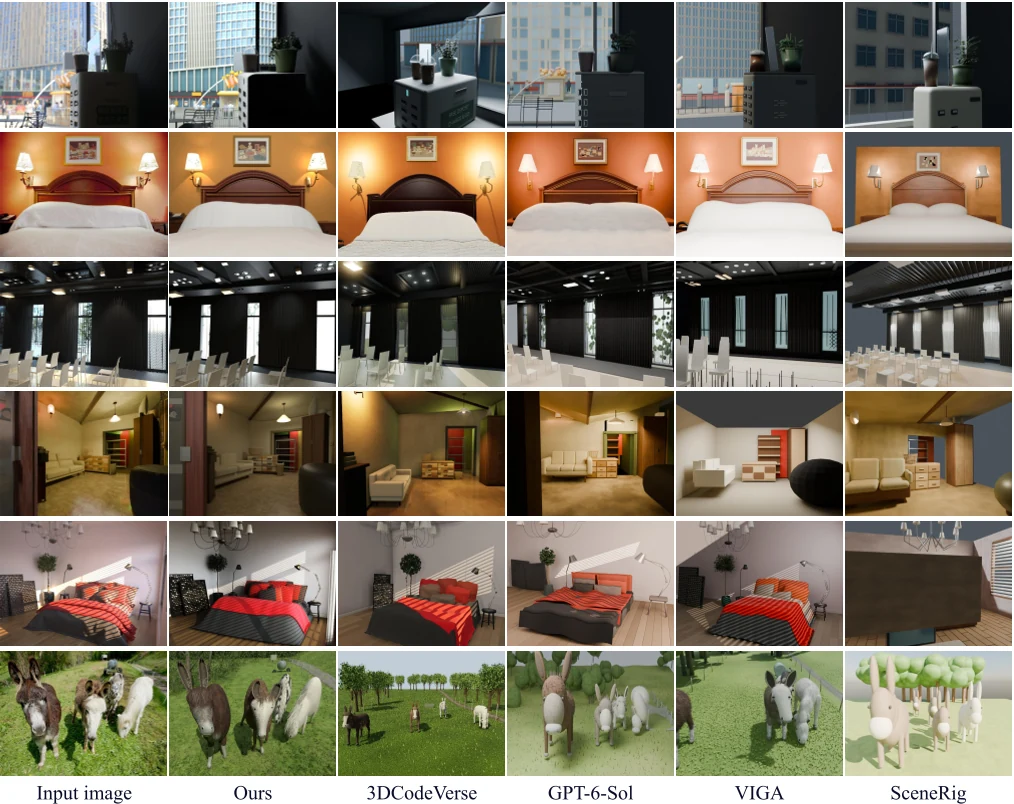 Input image
Ours
3DCodeVerse
GPT-6-Sol
VIGA
SceneRig